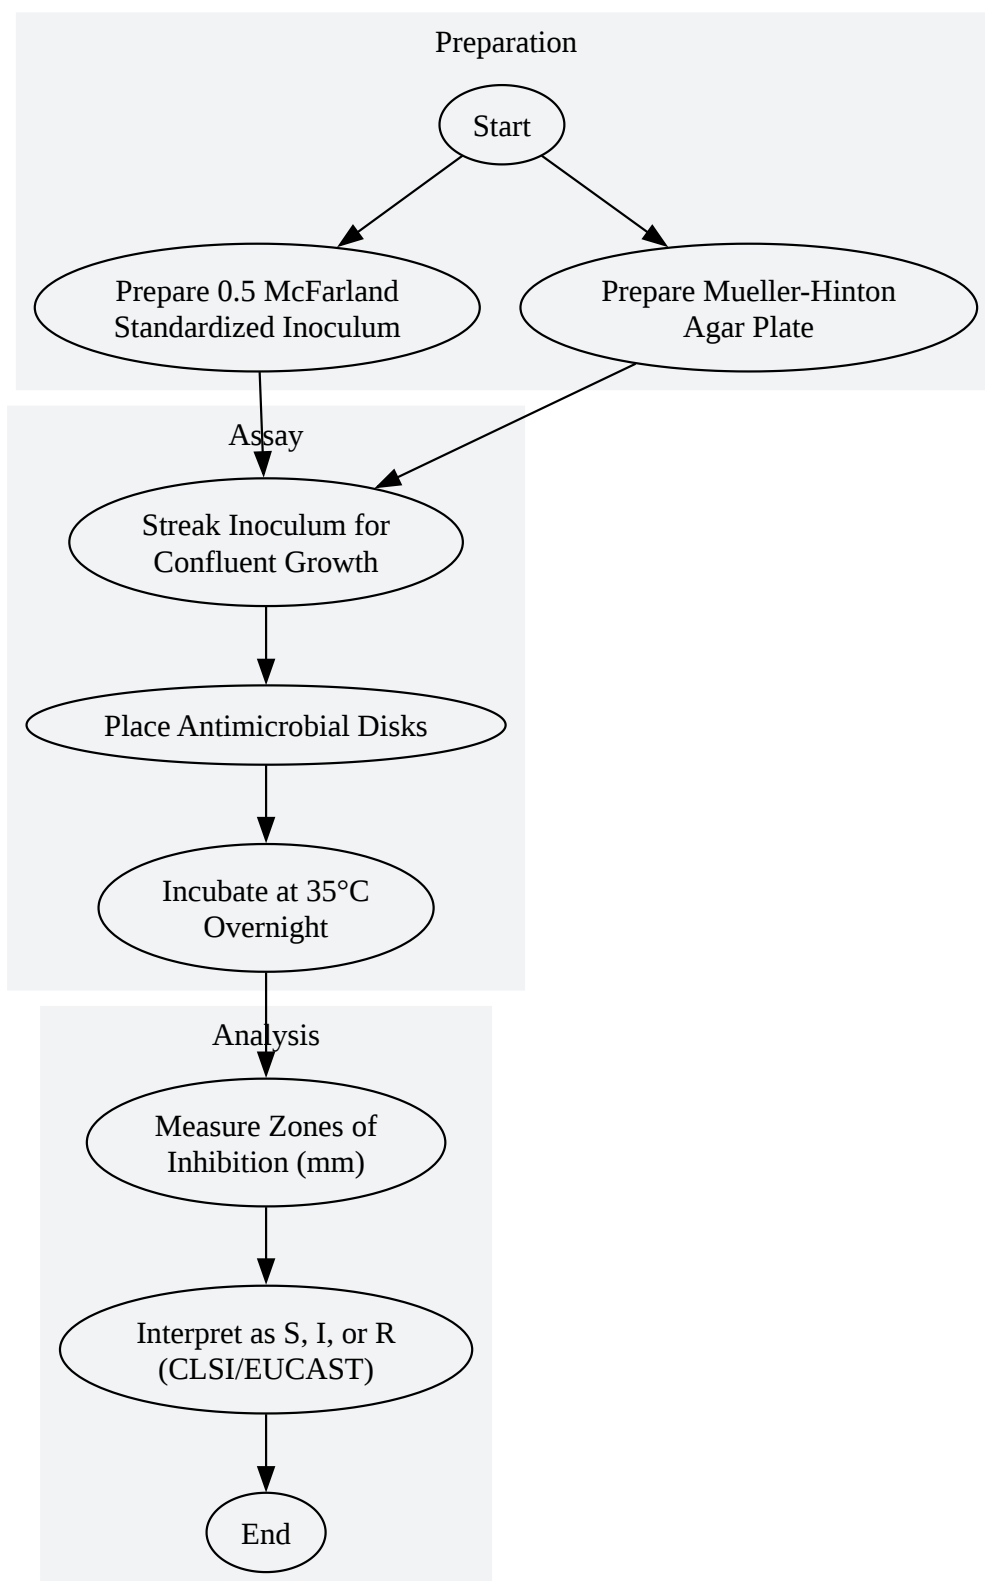 Preparation
Start
Prepare 0.5 McFarland
Standardized Inoculum
Prepare Mueller-Hinton
Agar Plate
Assay
Streak Inoculum for
Confluent Growth
Place Antimicrobial Disks
Incubate at 35°C
Overnight
Analysis
Measure Zones of
Inhibition (mm)
Interpret as S, I, or R
(CLSI/EUCAST)
End